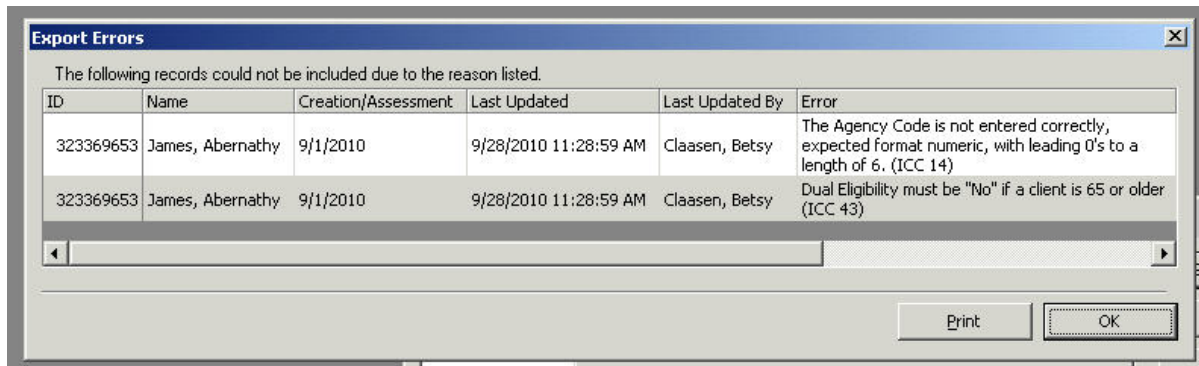 Export Errors
The following records could not be included due to the reason listed.
ID Name Creation/Assessment Last Updated Last Updated By Error
323369653 James, Abernathy 9/1/2010 9/28/2010 11:28:59 AM Claasen, Betsy The Agency Code is not entered correctly,
expected format numeric, with leading 0's to a
length of 6. (ICC 14)
323369653 James, Abernathy 9/1/2010 9/28/2010 11:28:59 AM Claasen, Betsy Dual Eligibility must be "No" if a client is 65 or older
(ICC 43)
Print OK